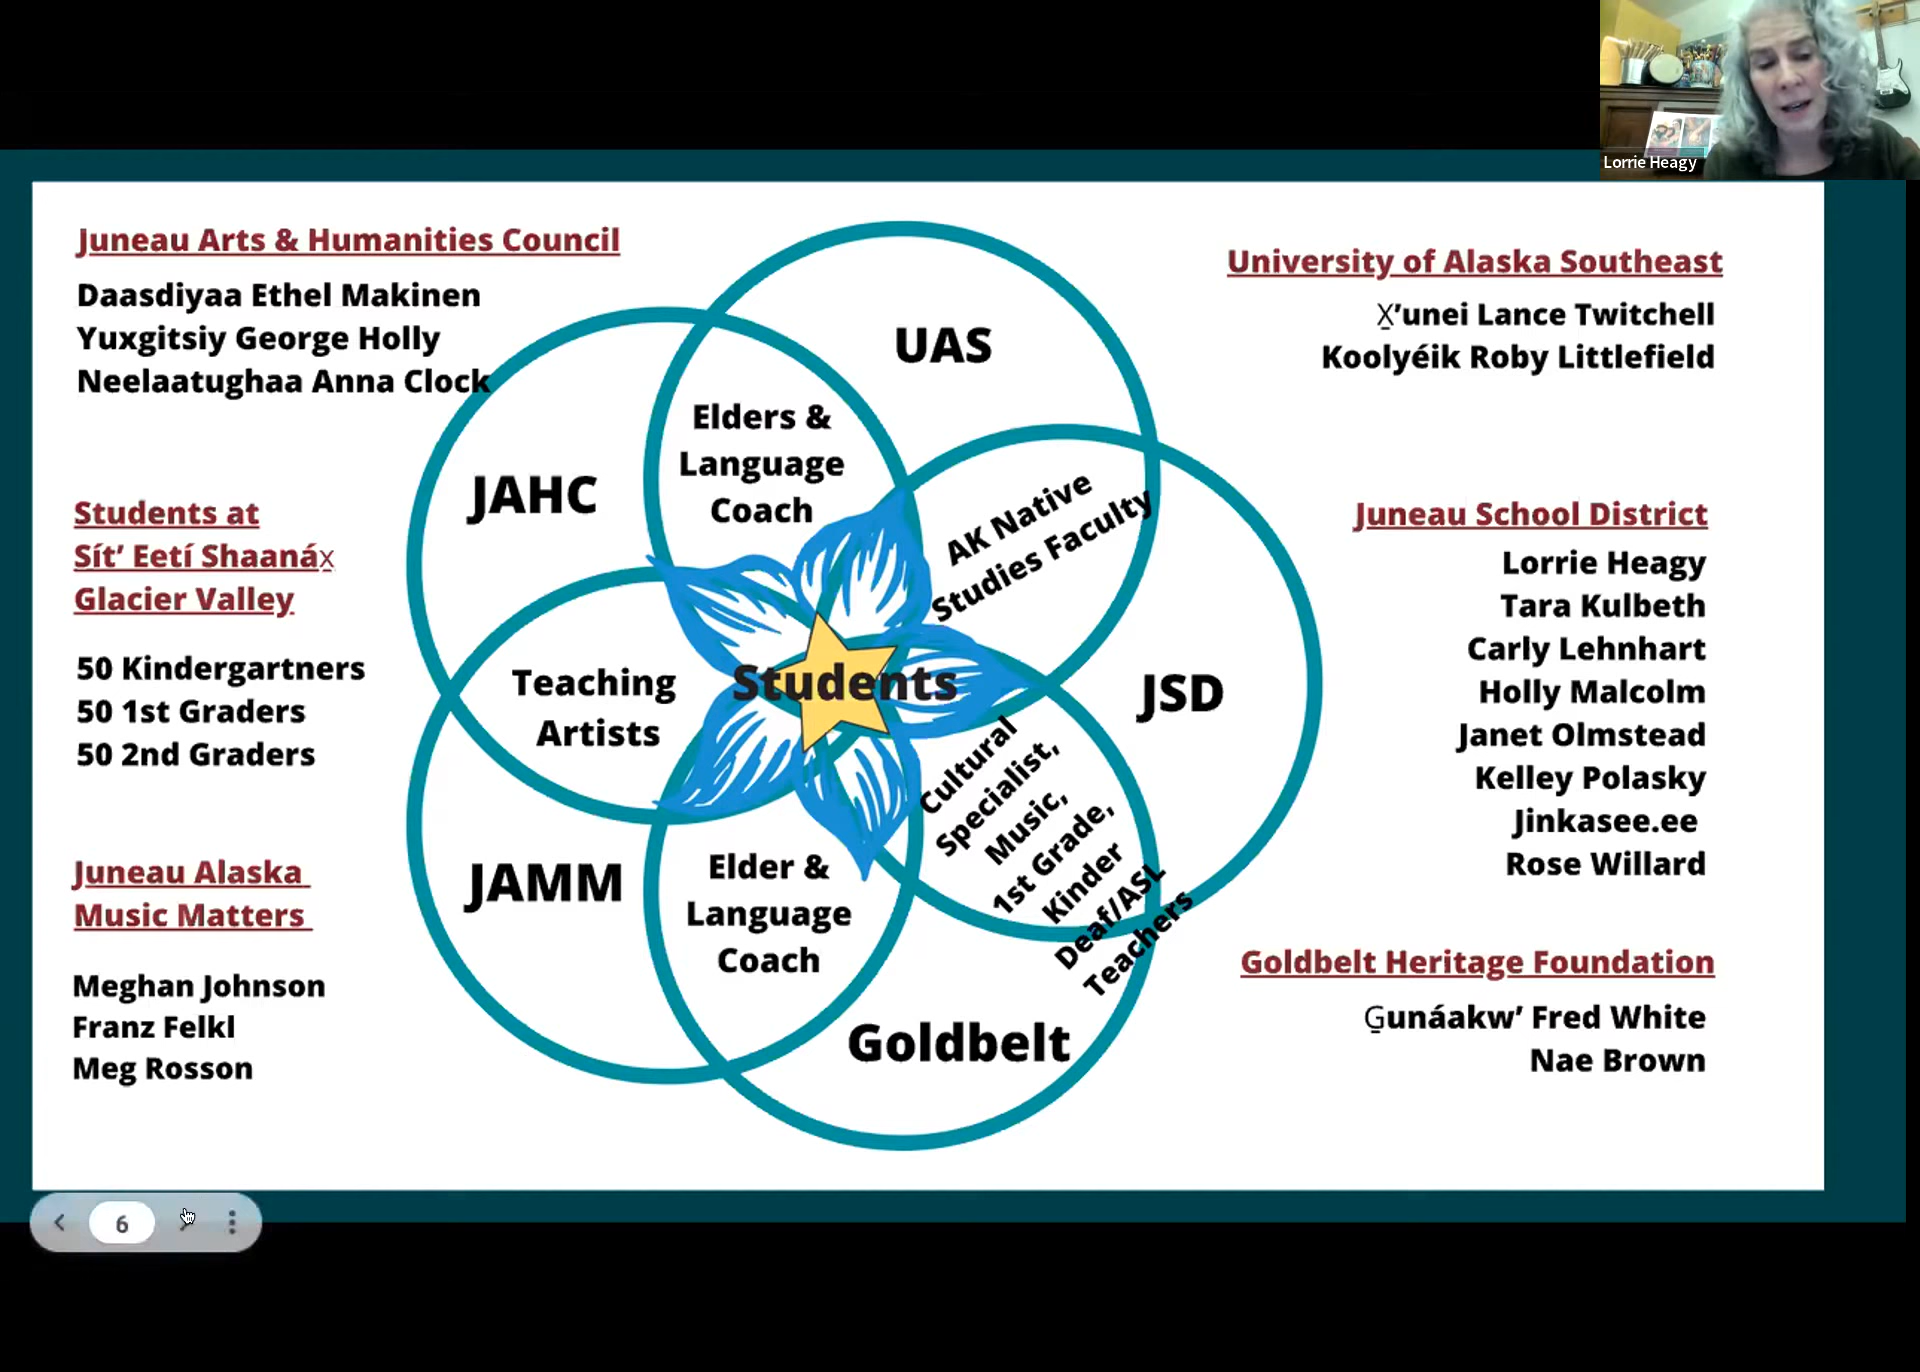 Lorrie Heagy
Juneau Arts & Humanities Council
Daasdiyaa Ethel Makinen
Yuxgitsiy George Holly
Neelaatughaa Anna Clock
Students at
Sít’ Eetí Shaanáx̱
Glacier Valley
50 Kindergartners
50 1st Graders
50 2nd Graders
Juneau Alaska
Music Matters
Meghan Johnson
Franz Felkl
Meg Rosson
UAS
Elders &
Language
Coach
JAHC
AK Native
Studies Faculty
Teaching
Artists
Students
JSD
Cultural
Specialist,
Music,
1st Grade,
Kinder
Deaf/ASL
Teachers
JAMM
Elder &
Language
Coach
Goldbelt
University of Alaska Southeast
X̱’unei Lance Twitchell
Koolyéik Roby Littlefield
Juneau School District
Lorrie Heagy
Tara Kulbeth
Carly Lehnhart
Holly Malcolm
Janet Olmstead
Kelley Polasky
Jinkasee.ee
Rose Willard
Goldbelt Heritage Foundation
G̱unáakw’ Fred White
Nae Brown
6